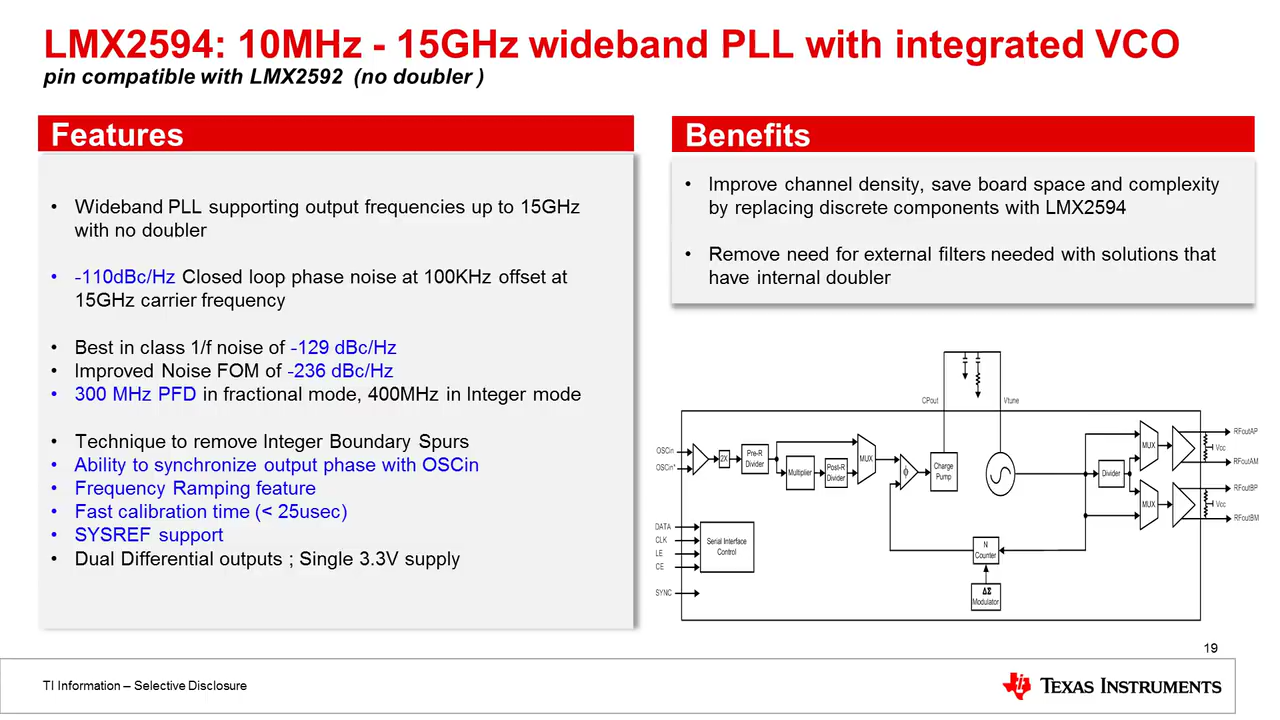 LMX2594: 10MHz - 15GHz wideband PLL with integrated VCO
pin compatible with LMX2592 (no doubler )
Features
• Wideband PLL supporting output frequencies up to 15GHz
with no doubler
• -110dBc/Hz Closed loop phase noise at 100KHz offset at
15GHz carrier frequency
• Best in class 1/f noise of -129 dBc/Hz
• Improved Noise FOM of -236 dBc/Hz
• 300 MHz PFD in fractional mode, 400MHz in Integer mode
• Technique to remove Integer Boundary Spurs
• Ability to synchronize output phase with OSCin
• Frequency Ramping feature
• Fast calibration time (< 25usec)
• SYSREF support
• Dual Differential outputs ; Single 3.3V supply
Benefits
• Improve channel density, save board space and complexity
by replacing discrete components with LMX2594
• Remove need for external filters needed with solutions that
have internal doubler
CPout
Vtune
OSCin
OSCin*
2X
Pre-R
Divider
Multiplier
Post-R
Divider
MUX
ϕ
Charge
Pump
Divider
MUX
MUX
RFoutAP
Vcc
RFoutAM
RFoutBP
Vcc
RFoutBM
DATA
CLK
LE
CE
SYNC
Serial Interface
Control
N
Counter
ΔΣ
Modulator
19
TI Information – Selective Disclosure
TEXAS INSTRUMENTS